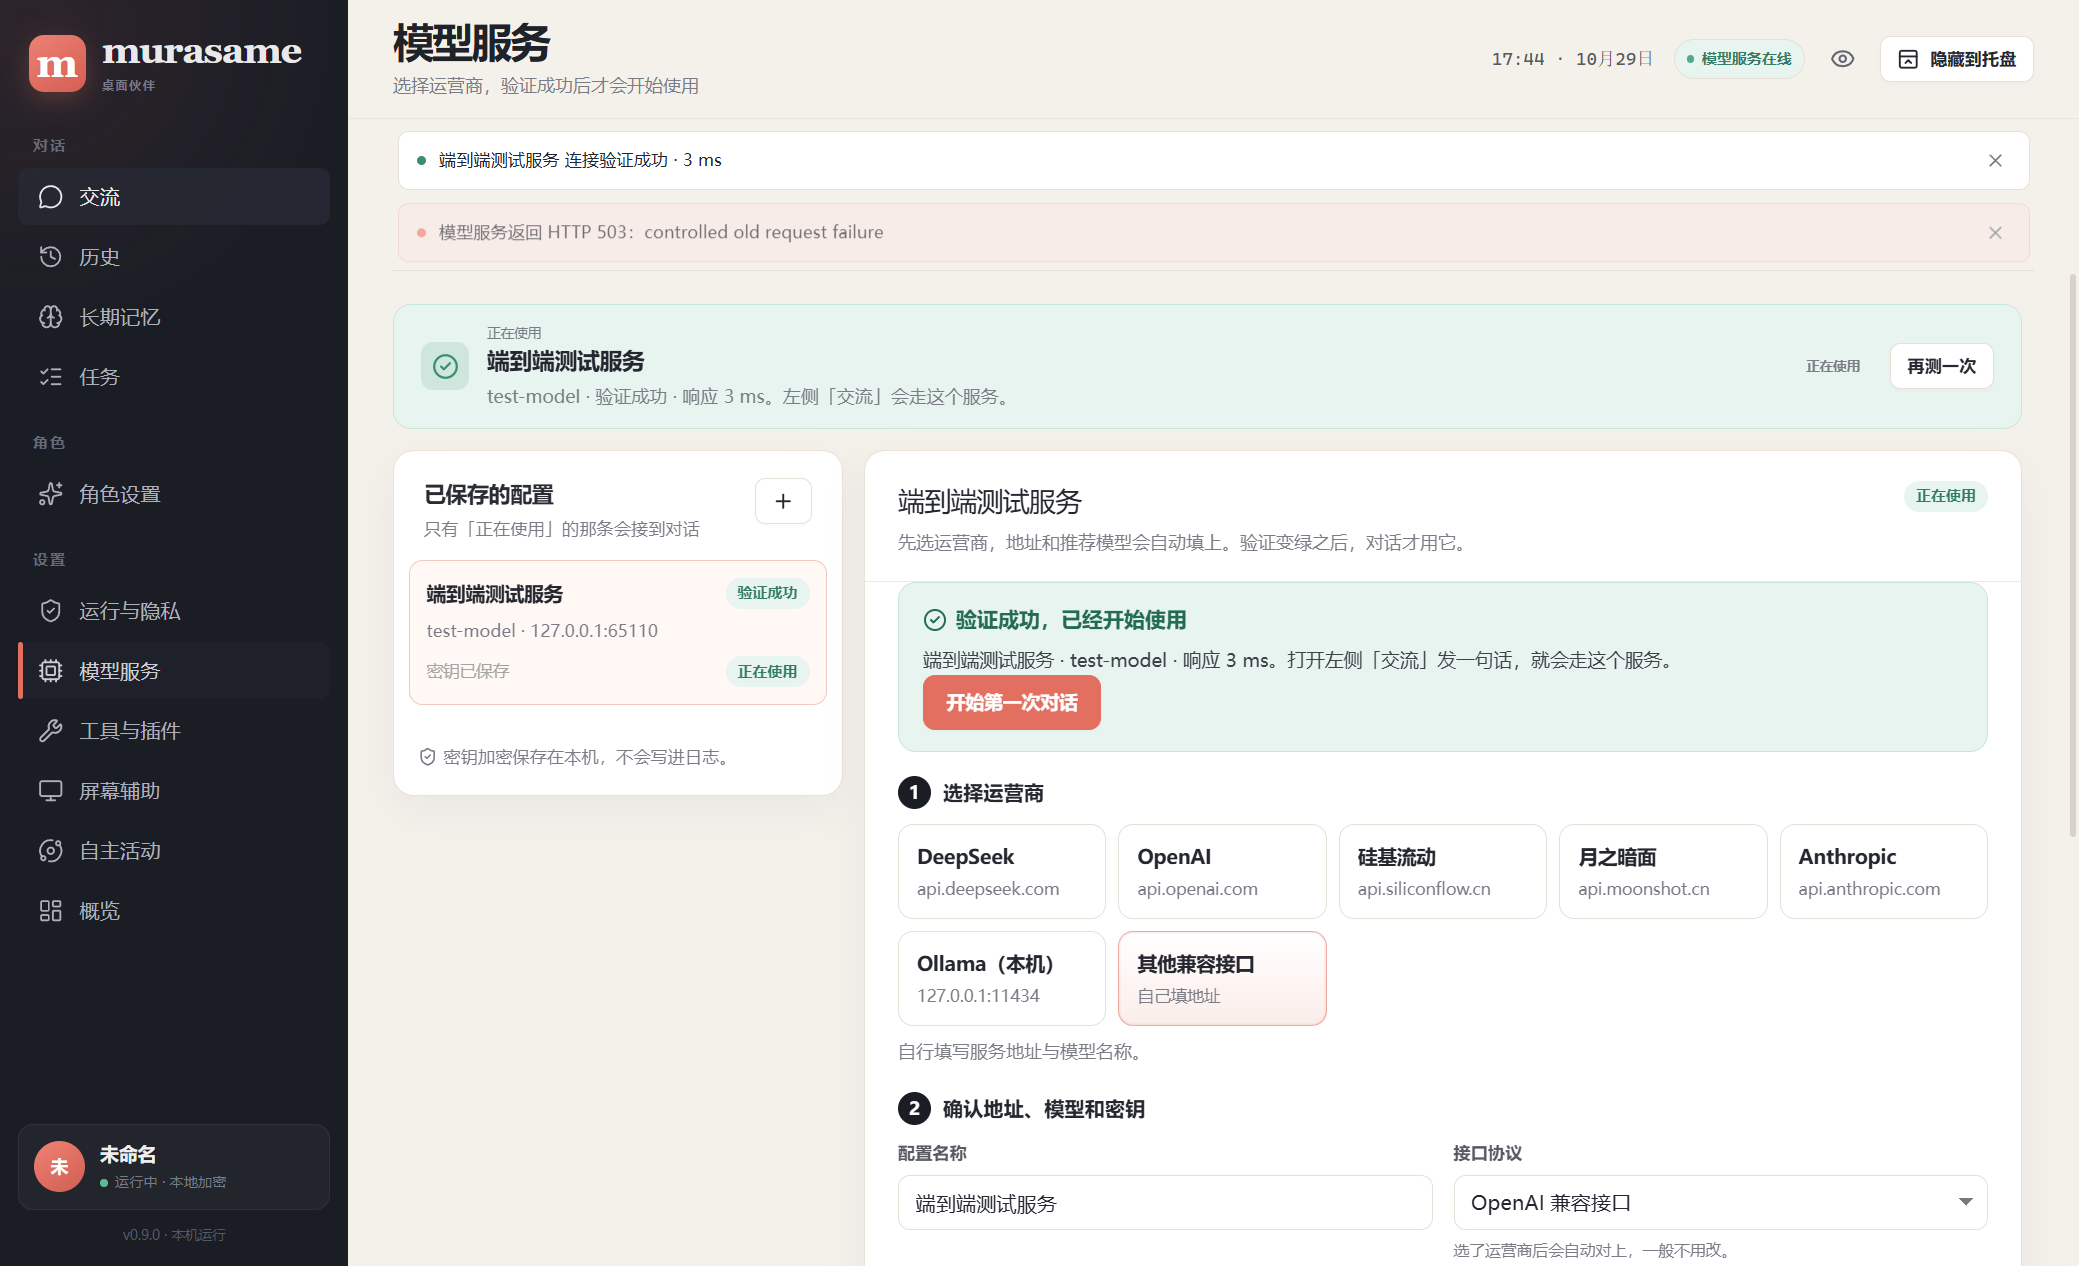 m murasame
桌面伙伴
对话
交流
历史
长期记忆
任务
角色
角色设置
设置
运行与隐私
模型服务
工具与插件
屏幕辅助
自主活动
概览
未 未命名
运行中 · 本地加密
v0.9.0 · 本机运行
模型服务
选择运营商，验证成功后才会开始使用
17:44 · 10月29日
模型服务在线
隐藏到托盘
端到端测试服务 连接验证成功 · 3 ms
模型服务返回 HTTP 503：controlled old request failure
正在使用
端到端测试服务
test-model · 验证成功 · 响应 3 ms。左侧「交流」会走这个服务。
正在使用
再测一次
已保存的配置
只有「正在使用」的那条会接到对话
端到端测试服务
验证成功
test-model · 127.0.0.1:65110
密钥已保存
正在使用
密钥加密保存在本机，不会写进日志。
端到端测试服务
正在使用
先选运营商，地址和推荐模型会自动填上。验证变绿之后，对话才用它。
验证成功，已经开始使用
端到端测试服务 · test-model · 响应 3 ms。打开左侧「交流」发一句话，就会走这个服务。
开始第一次对话
1 选择运营商
DeepSeek
api.deepseek.com
OpenAI
api.openai.com
硅基流动
api.siliconflow.cn
月之暗面
api.moonshot.cn
Anthropic
api.anthropic.com
Ollama（本机）
127.0.0.1:11434
其他兼容接口
自己填地址
自行填写服务地址与模型名称。
2 确认地址、模型和密钥
配置名称
端到端测试服务
接口协议
OpenAI 兼容接口
选了运营商后会自动对上，一般不用改。